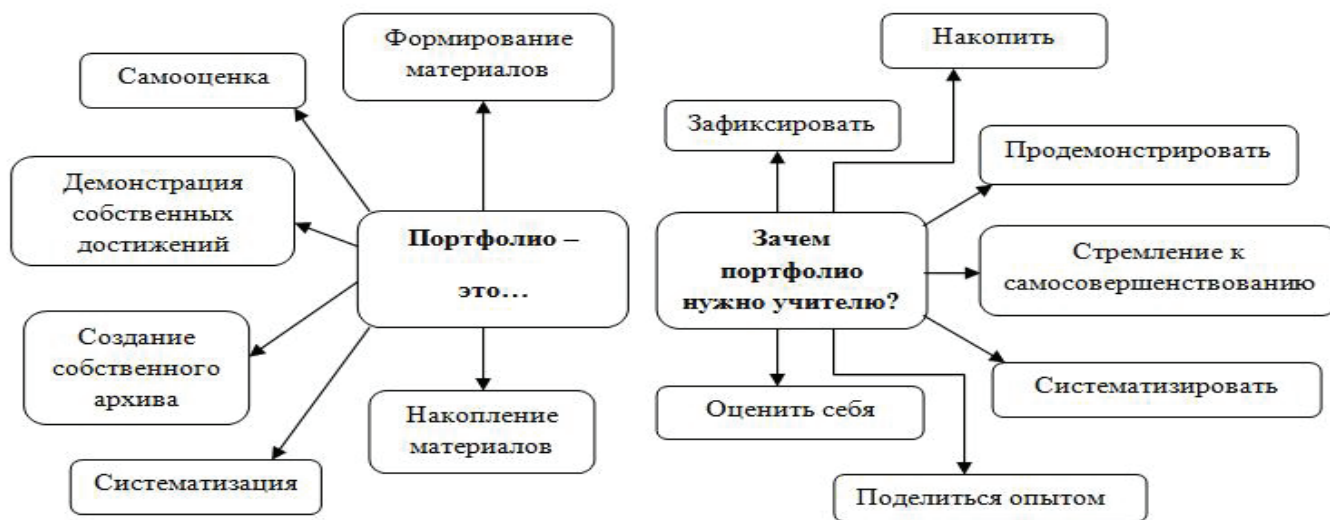 Формирование
материалов
Самооценка
Демонстрация
собственных
достижений
Портфолио –
это…
Создание
собственного
архива
Накопление
материалов
Систематизация
Накопить
Зафиксировать
Продемонстрировать
Зачем
портфолио
нужно учителю?
Стремление к
самосовершенствованию
Систематизировать
Оценить себя
Поделиться опытом